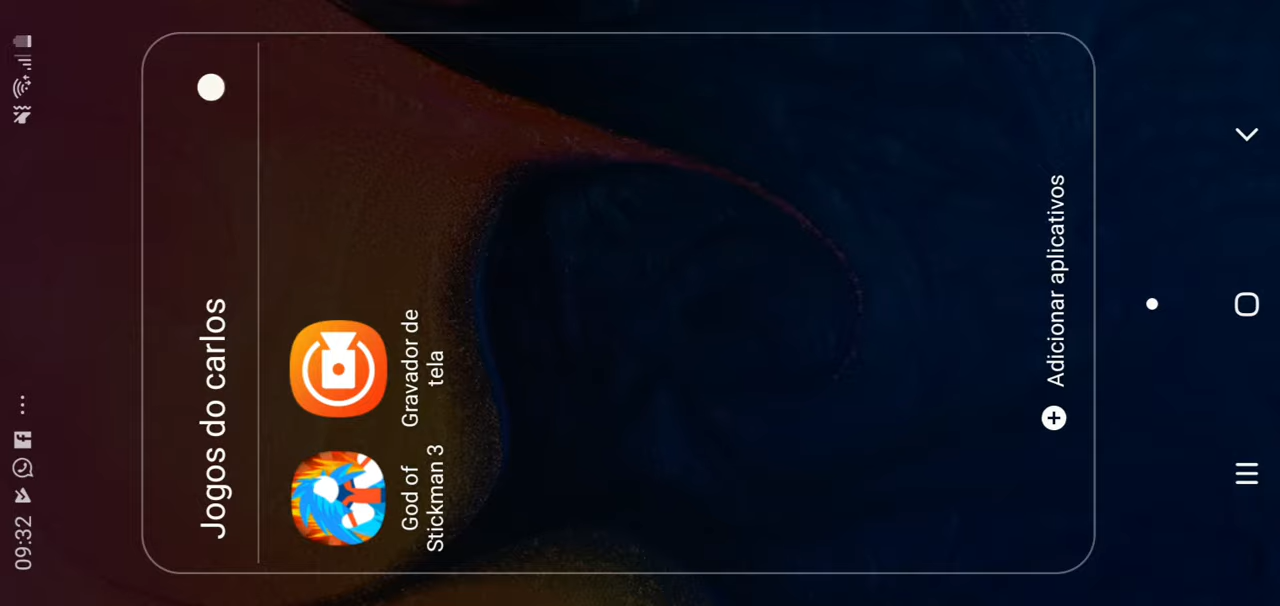 09:32
Jogos do carlos
God of
Stickman 3
Gravador de
tela
Adicionar aplicativos